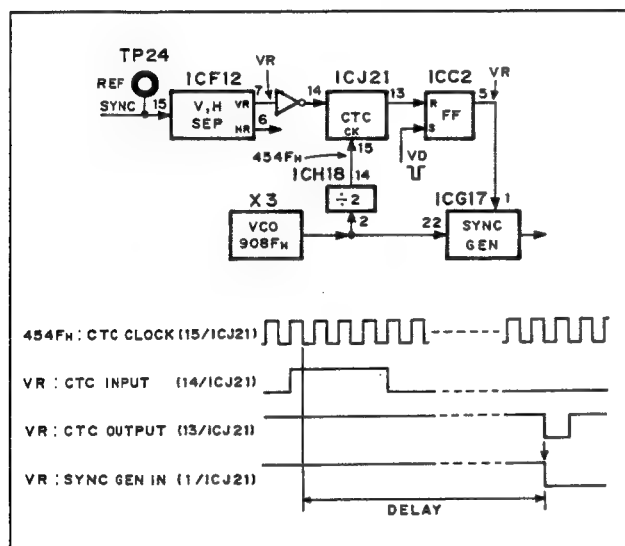 TP24
REF
SYNC
15
ICF12
V, H
SEP
VR
HR
7
6
VR
14
ICJ21
CTC
CK
13
15
454FH
ICC2
R
S
FF
5
VR
VD
ICH18
14
÷2
2
X3
VCO
908FH
22
ICG17
1
SYNC
GEN
454FH : CTC CLOCK (15/ICJ21)
VR : CTC INPUT (14/ICJ21)
VR : CTC OUTPUT (13/ICJ21)
VR : SYNC GEN IN (1/ICJ21)
DELAY